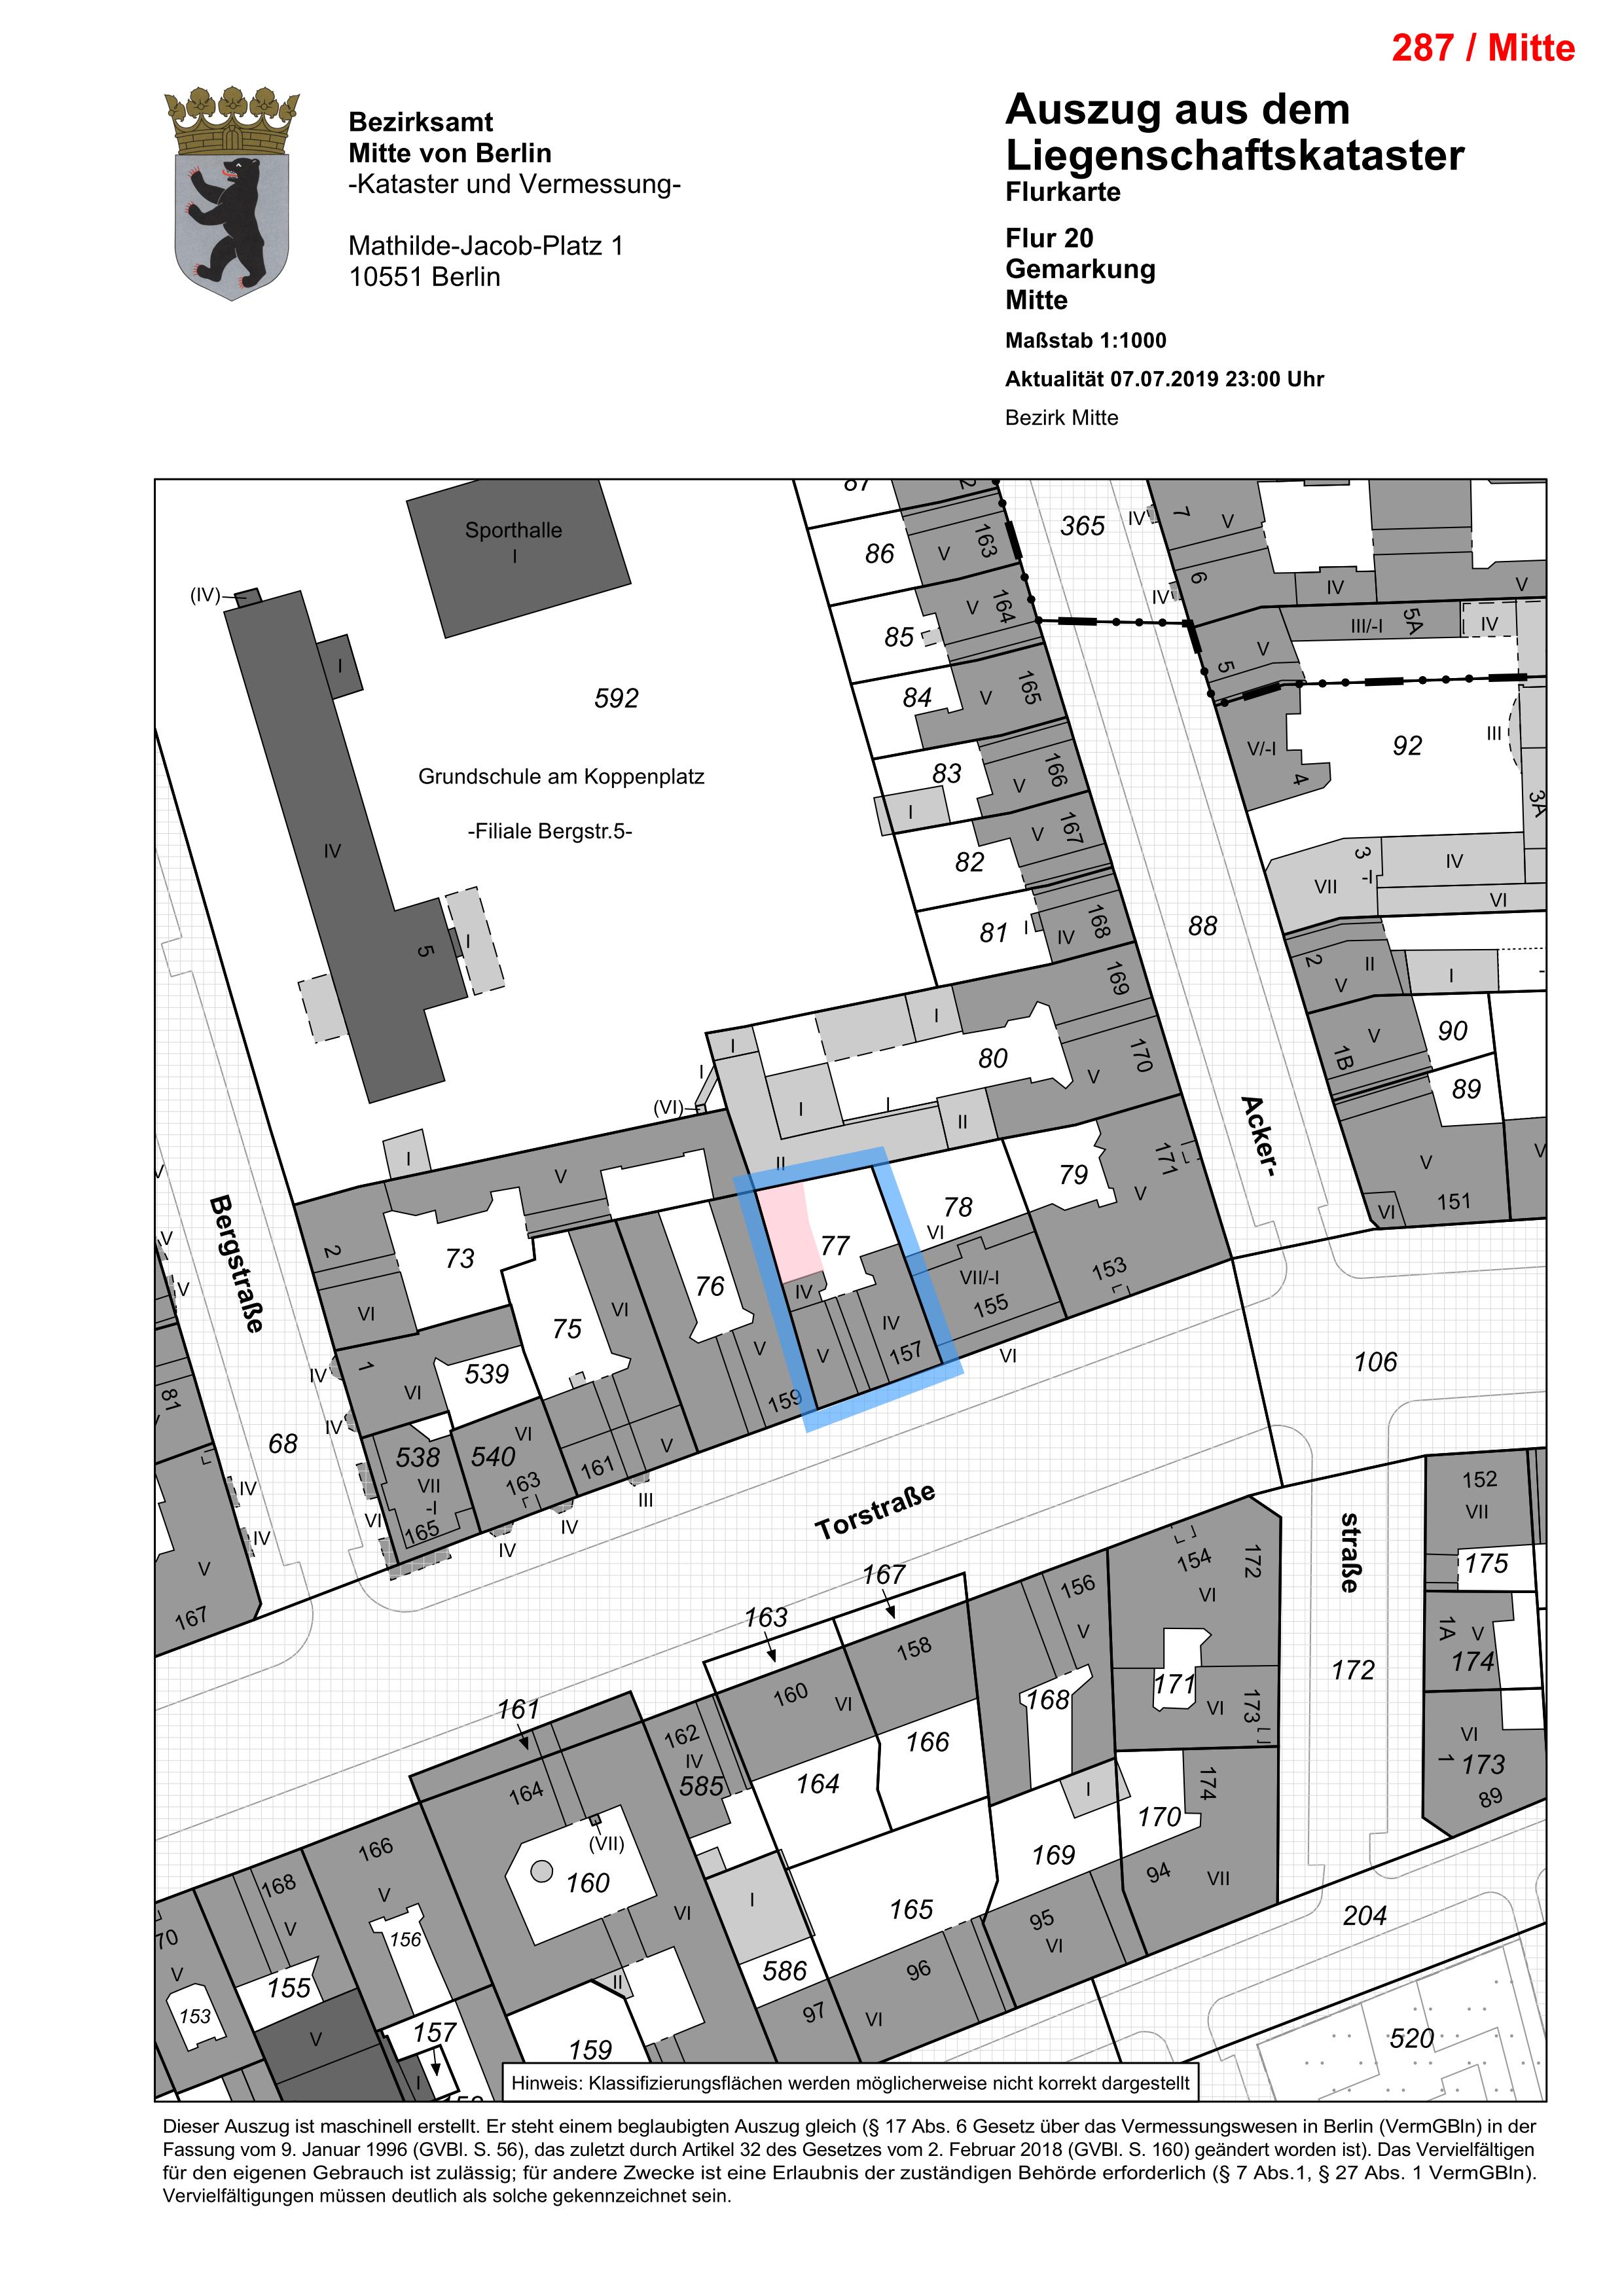 287 / Mitte
Bezirksamt
Mitte von Berlin
-Kataster und Vermessung-
Mathilde-Jacob-Platz 1
10551 Berlin
Auszug aus dem
Liegenschaftskataster
Flurkarte
Flur 20
Gemarkung
Mitte
Maßstab 1:1000
Aktualität 07.07.2019 23:00 Uhr
Bezirk Mitte
Sporthalle
I
(IV)
I
592
Grundschule am Koppenplatz
-Filiale Bergstr.5-
IV
5
I
87
2
86
V
163
85
V
164
84
V
165
83
I
V
166
82
V
167
81
I
IV
168
169
365
IV
7
V
IV
6
IV
V
V
5
III/-I
5A
IV
V/-I
4
92
III
3A
3
-I
VII
IV
VI
88
2
II
V
I
V
1B
90
89
V
151
VI
V
Acker-
I
I
(VI)
I
I
I
80
II
II
V
170
171
V
79
78
VI
VII/-I
155
153
77
IV
V
IV
157
VI
I
V
2
VI
73
75
VI
76
V
159
1
VI
539
538
VII
-I
165
540
VI
163
161
V
IV
IV
VI
IV
IV
III
Bergstraße
68
V
V
V
81
IV
IV
V
167
Torstraße
106
straße
172
152
VII
175
1A
V
174
VI
1
173
89
167
163
161
158
160
VI
156
V
154
172
VI
171
VI
173
168
166
164
162
IV
585
164
(VII)
160
VI
I
I
170
174
169
94
VII
165
95
VI
96
VI
586
97
204
520
166
V
156
168
V
155
70
V
153
V
157
I
II
159
158
Hinweis: Klassifizierungsflächen werden möglicherweise nicht korrekt dargestellt
Dieser Auszug ist maschinell erstellt. Er steht einem beglaubigten Auszug gleich (§ 17 Abs. 6 Gesetz über das Vermessungswesen in Berlin (VermGBln) in der
Fassung vom 9. Januar 1996 (GVBl. S. 56), das zuletzt durch Artikel 32 des Gesetzes vom 2. Februar 2018 (GVBl. S. 160) geändert worden ist). Das Vervielfältigen
für den eigenen Gebrauch ist zulässig; für andere Zwecke ist eine Erlaubnis der zuständigen Behörde erforderlich (§ 7 Abs.1, § 27 Abs. 1 VermGBln).
Vervielfältigungen müssen deutlich als solche gekennzeichnet sein.